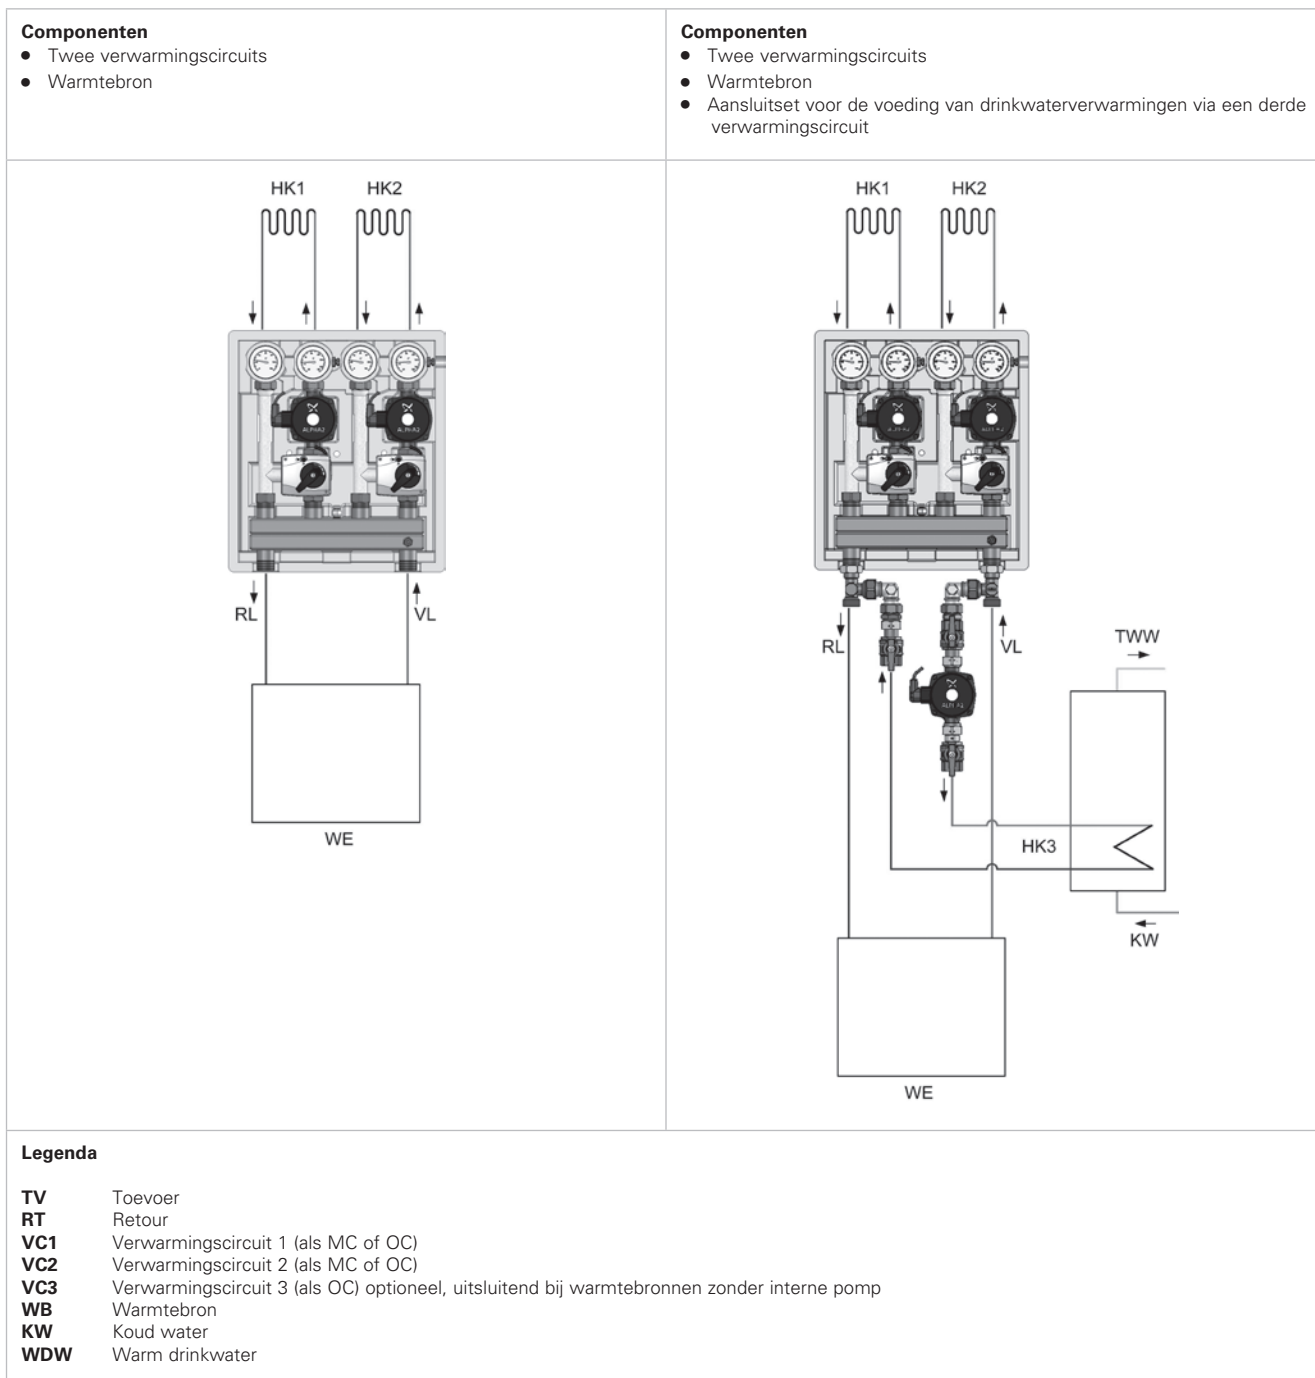 Componenten
● Twee verwarmingscircuits
● Warmtebron
Componenten
● Twee verwarmingscircuits
● Warmtebron
● Aansluitset voor de voeding van drinkwaterverwarmingen via een derde
verwarmingscircuit
HK1 HK2
ALPHA2 ALPHA2
RL VL
WE
HK1 HK2
RL VL
TWW
HK3
KW
WE
Legenda
TV Toevoer
RT Retour
VC1 Verwarmingscircuit 1 (als MC of OC)
VC2 Verwarmingscircuit 2 (als MC of OC)
VC3 Verwarmingscircuit 3 (als OC) optioneel, uitsluitend bij warmtebronnen zonder interne pomp
WB Warmtebron
KW Koud water
WDW Warm drinkwater